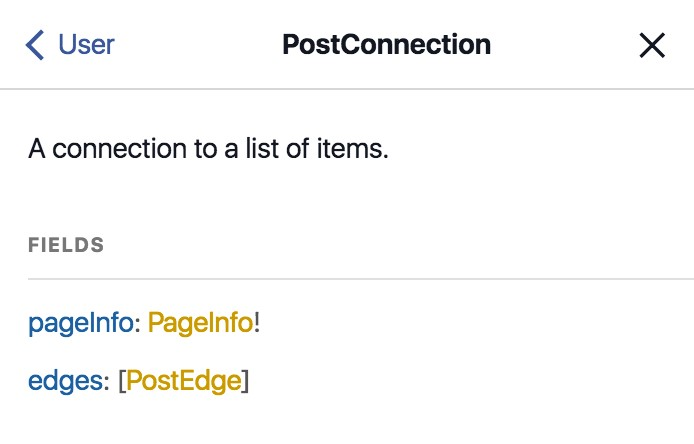 User
PostConnection
A connection to a list of items.
FIELDS
pageInfo: PageInfo!
edges: [PostEdge]